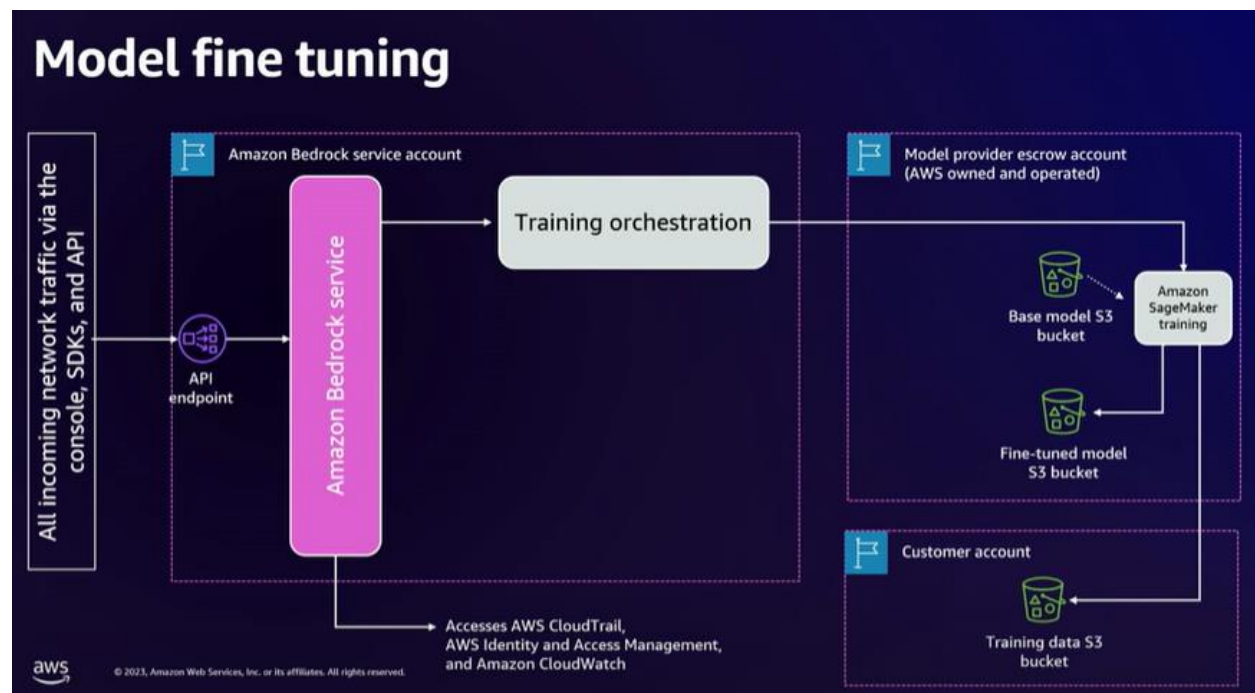 Model fine tuning
All incoming network traffic via the
console, SDKs, and API
Amazon Bedrock service account
API
endpoint
Amazon Bedrock service
Training orchestration
Accesses AWS CloudTrail,
AWS Identity and Access Management,
and Amazon CloudWatch
Model provider escrow account
(AWS owned and operated)
Base model S3
bucket
Amazon
SageMaker
training
Fine-tuned model
S3 bucket
Customer account
Training data S3
bucket
aws
© 2023, Amazon Web Services, Inc. or its affiliates. All rights reserved.